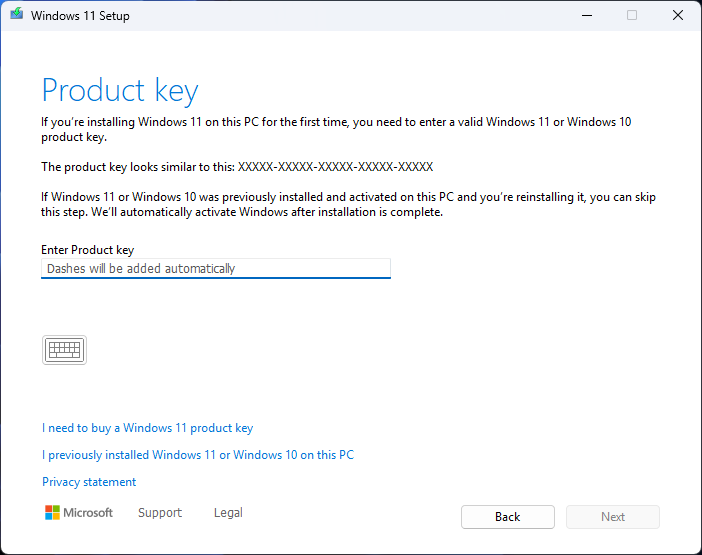 Windows 11 Setup
Product key
If you're installing Windows 11 on this PC for the first time, you need to enter a valid Windows 11 or Windows 10
product key.
The product key looks similar to this: XXXXX-XXXXX-XXXXX-XXXXX-XXXXX
If Windows 11 or Windows 10 was previously installed and activated on this PC and you're reinstalling it, you can skip
this step. We'll automatically activate Windows after installation is complete.
Enter Product key
Dashes will be added automatically
I need to buy a Windows 11 product key
I previously installed Windows 11 or Windows 10 on this PC
Privacy statement
Microsoft Support Legal Back Next